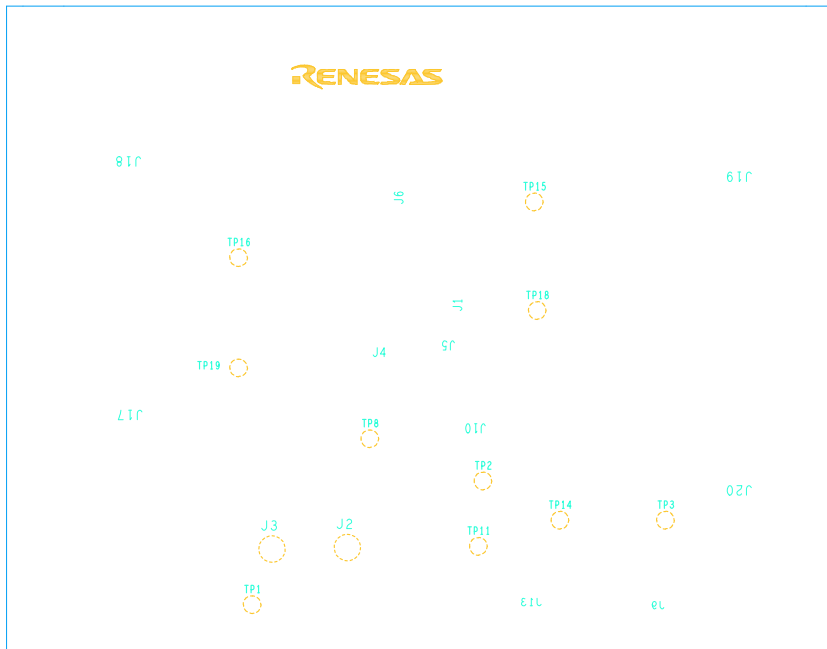 RENESAS
J18
J19
TP15
J6
TP16
TP18
J1
J5
J4
TP19
J17
TP8
J10
TP2
J20
TP14
TP3
J3
J2
TP11
TP1
J13
J9